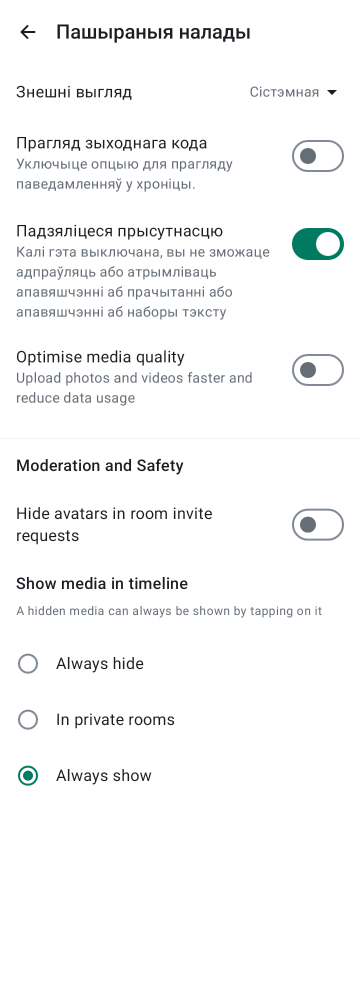 Пашыраныя налады
Знешні выгляд
Сістэмная
Прагляд зыходнага кода
Уключыце опцыю для прагляду
паведамленняў у хроніцы.
Падзяліцеся прысутнасцю
Калі гэта выключана, вы не зможаце
адпраўляць або атрымліваць
апавяшчэнні аб прачытанні або
апавяшчэнні аб наборы тэксту
Optimise media quality
Upload photos and videos faster and
reduce data usage
Moderation and Safety
Hide avatars in room invite
requests
Show media in timeline
A hidden media can always be shown by tapping on it
Always hide
In private rooms
Always show